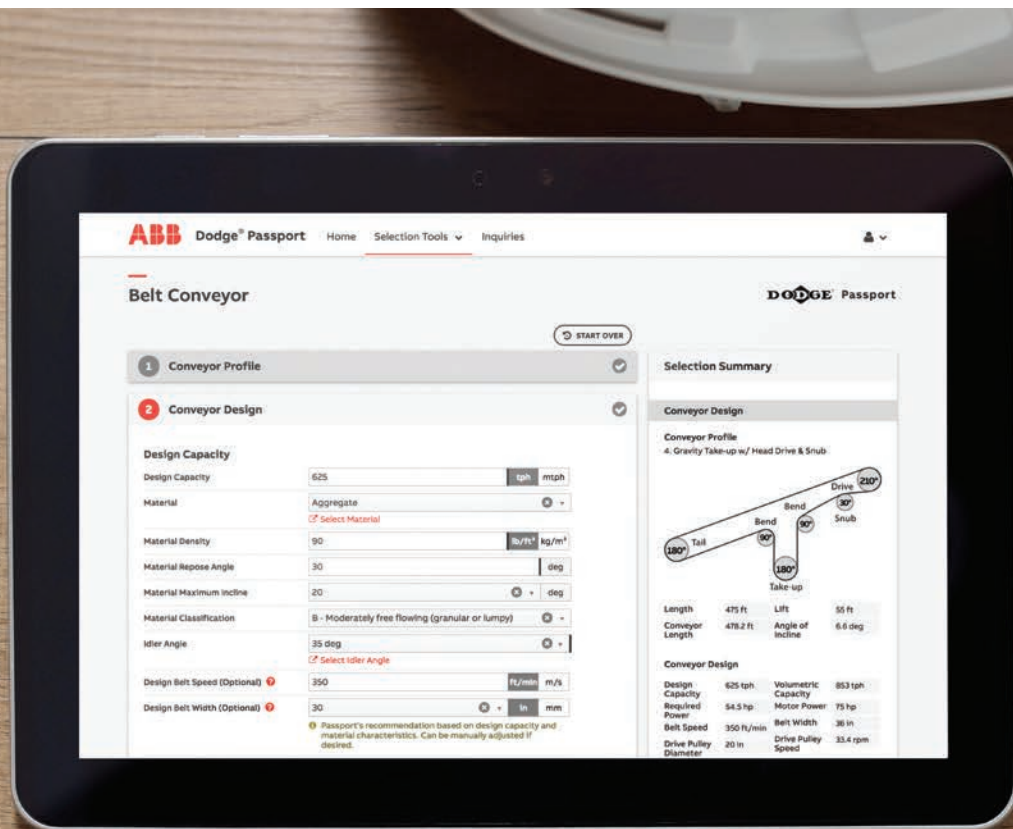 ABB Dodge® Passport Home Selection Tools Inquiries
Belt Conveyor
DODGE Passport
START OVER
1 Conveyor Profile
2 Conveyor Design
Design Capacity
Design Capacity 625 tph mtph
Material Aggregate
Select Material
Material Density 90 lb/ft³ kg/m³
Material Repose Angle 30 deg
Material Maximum Incline 20 deg
Material Classification B - Moderately free flowing (granular or lumpy)
Idler Angle 35 deg
Select Idler Angle
Design Belt Speed (Optional) ? 350 ft/min m/s
Design Belt Width (Optional) ? 30 in mm
Passport's recommendation based on design capacity and
material characteristics. Can be manually adjusted if
desired.
Selection Summary
Conveyor Design
Conveyor Profile
4. Gravity Take-up w/ Head Drive & Snub
Drive 210°
Bend 30°
Bend 90° Snub
Tail 90°
180°
180°
Take-up
Length 475 ft Lift 55 ft
Conveyor 478.2 ft Angle of 6.6 deg
Length Incline
Conveyor Design
Design 625 tph Volumetric 853 tph
Capacity Capacity
Required 54.5 hp Motor Power 75 hp
Power
Belt Speed 350 ft/min Belt Width 36 in
Drive Pulley 20 in Drive Pulley 33.4 rpm
Diameter Speed